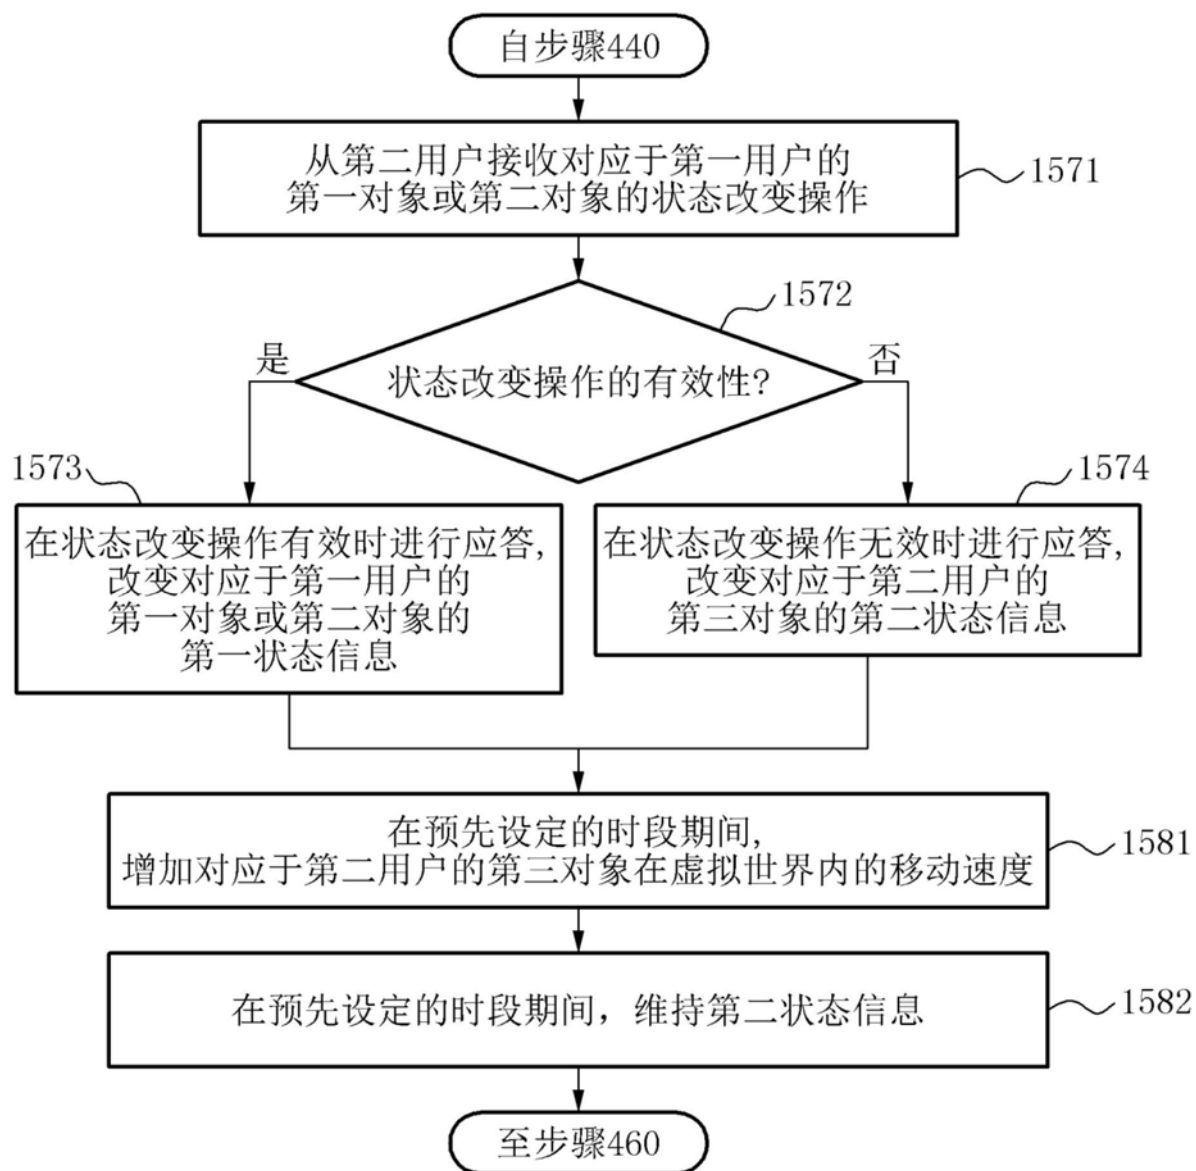 自步骤440
从第二用户接收对应于第一用户的
第一对象或第二对象的状态改变操作
1571
1572
是
否
状态改变操作的有效性?
1573
1574
在状态改变操作有效时进行应答,
改变对应于第一用户的
第一对象或第二对象的
第一状态信息
在状态改变操作无效时进行应答,
改变对应于第二用户的
第三对象的第二状态信息
在预先设定的时段期间,
增加对应于第二用户的第三对象在虚拟世界内的移动速度
1581
在预先设定的时段期间，维持第二状态信息
1582
至步骤460